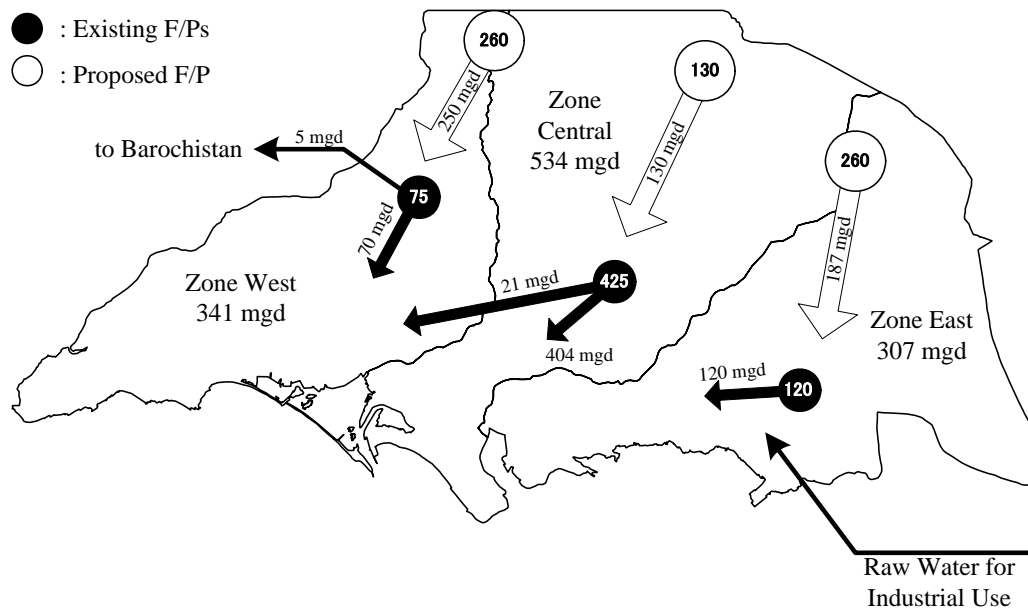 : Existing F/Ps
: Proposed F/P
260
130
250 mgd
Zone
Central
534 mgd
130 mgd
5 mgd
to Barochistan
260
75
70 mgd
187 mgd
Zone West
341 mgd
21 mgd
425
404 mgd
Zone East
307 mgd
120 mgd
120
Raw Water for
Industrial Use